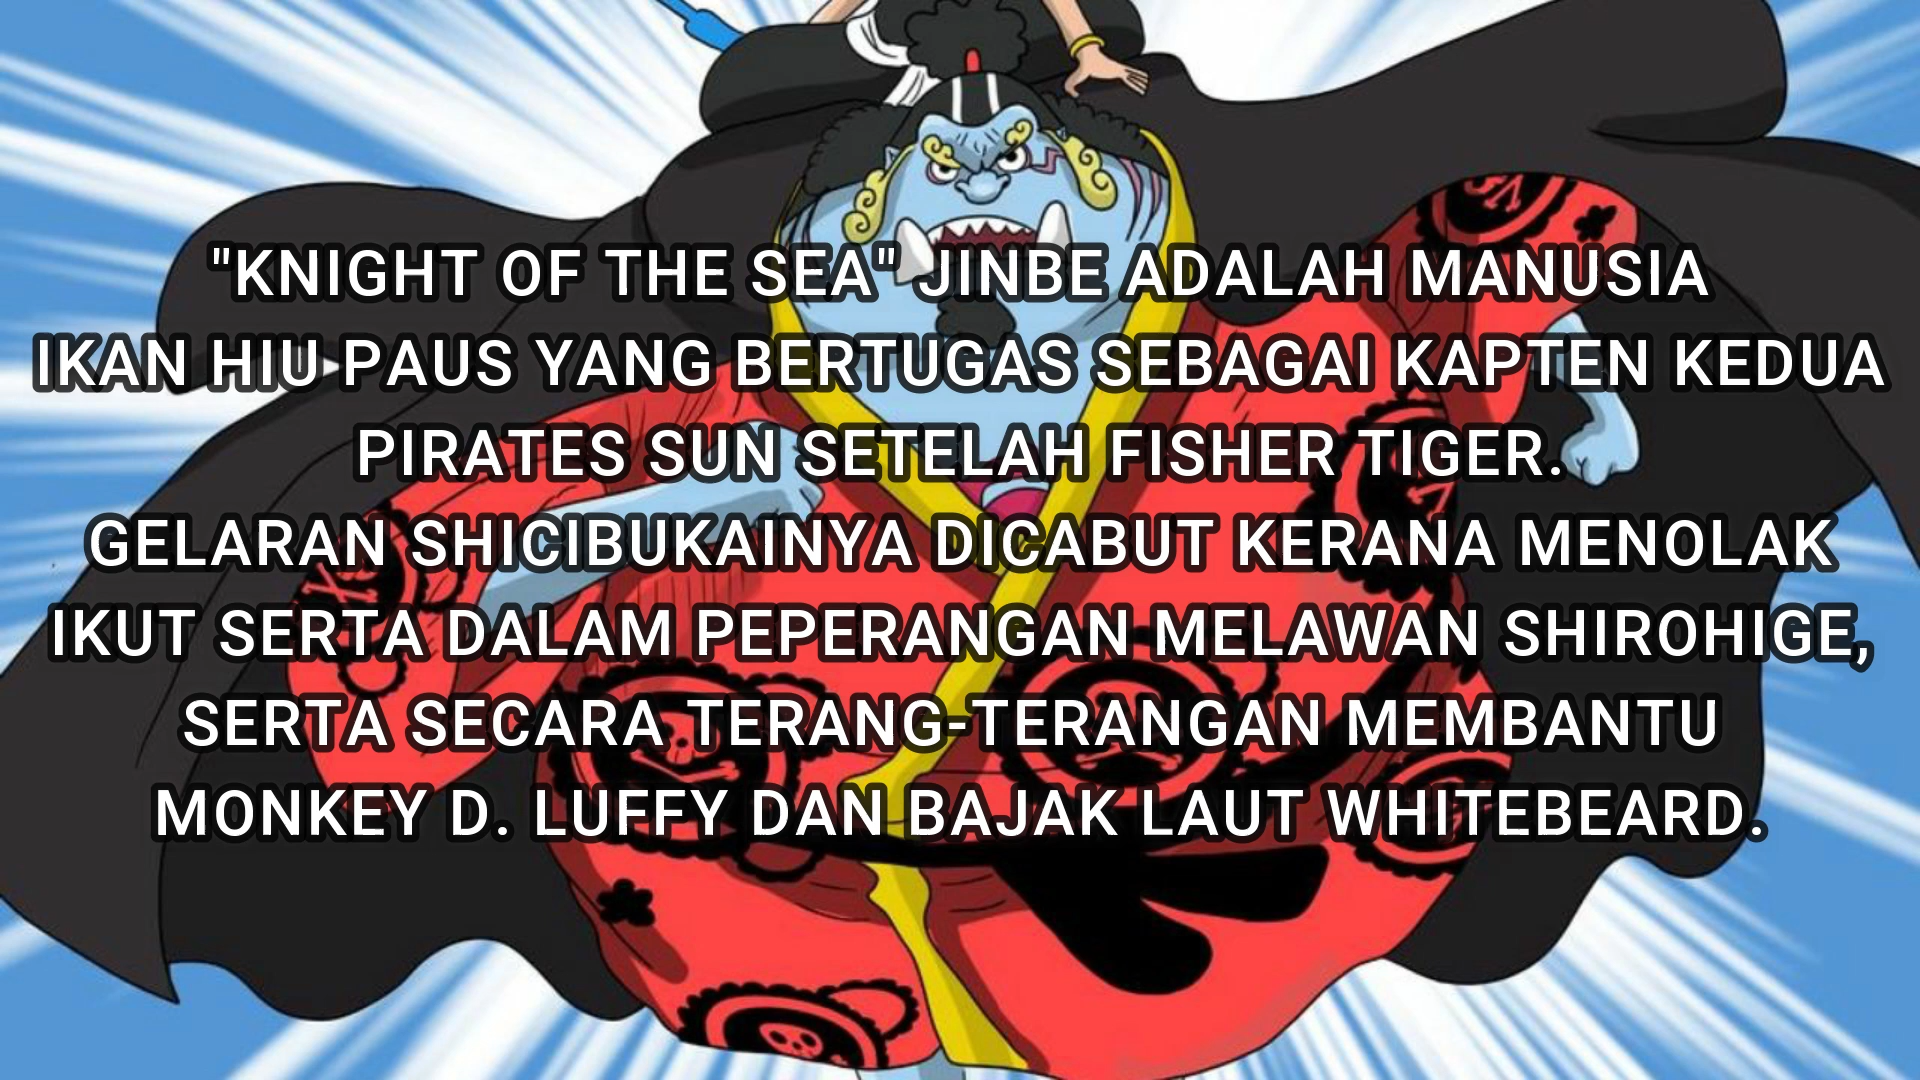 "KNIGHT OF THE SEA" JINBE ADALAH MANUSIA
IKAN HIU PAUS YANG BERTUGAS SEBAGAI KAPTEN KEDUA
PIRATES SUN SETELAH FISHER TIGER.
GELARAN SHICIBUKAINYA DICABUT KERANA MENOLAK
IKUT SERTA DALAM PEPERANGAN MELAWAN SHIROHIGE,
SERTA SECARA TERANG-TERANGAN MEMBANTU
MONKEY D. LUFFY DAN BAJAK LAUT WHITEBEARD.